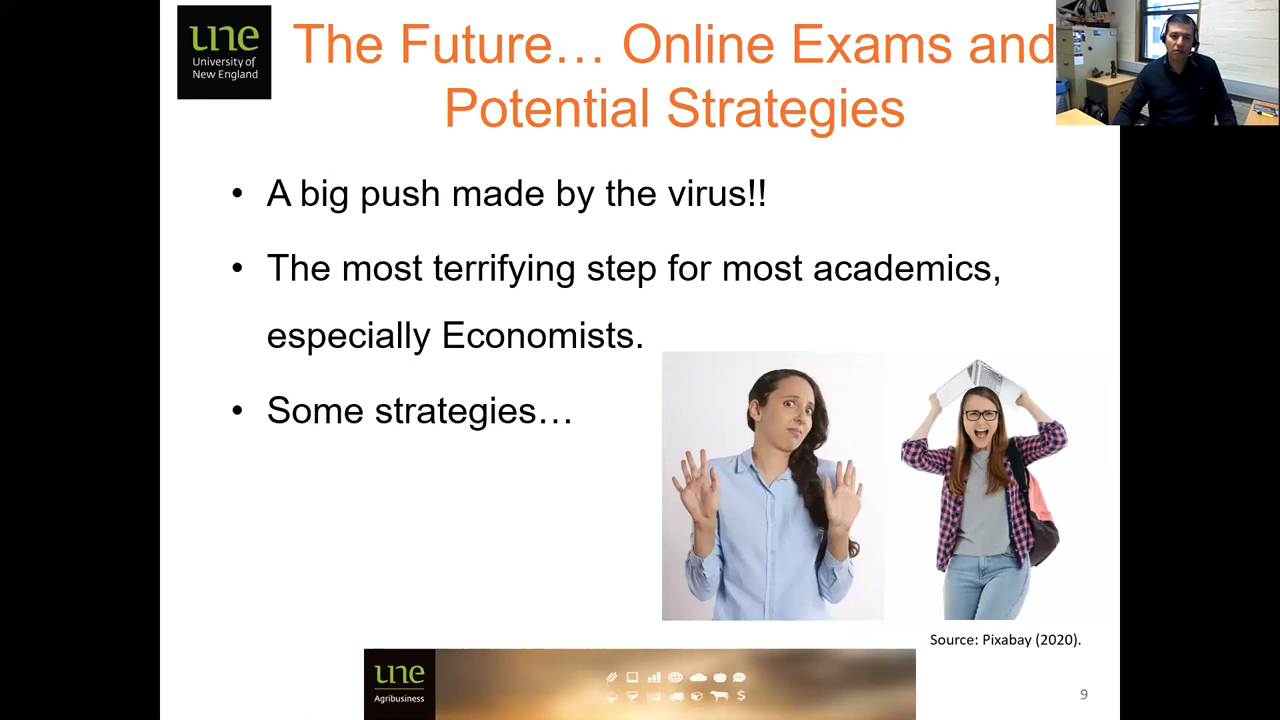 une
University of
New England
The Future… Online Exams and
Potential Strategies
• A big push made by the virus!!
• The most terrifying step for most academics,
especially Economists.
• Some strategies…
Source: Pixabay (2020).
une
Agribusiness
$
9